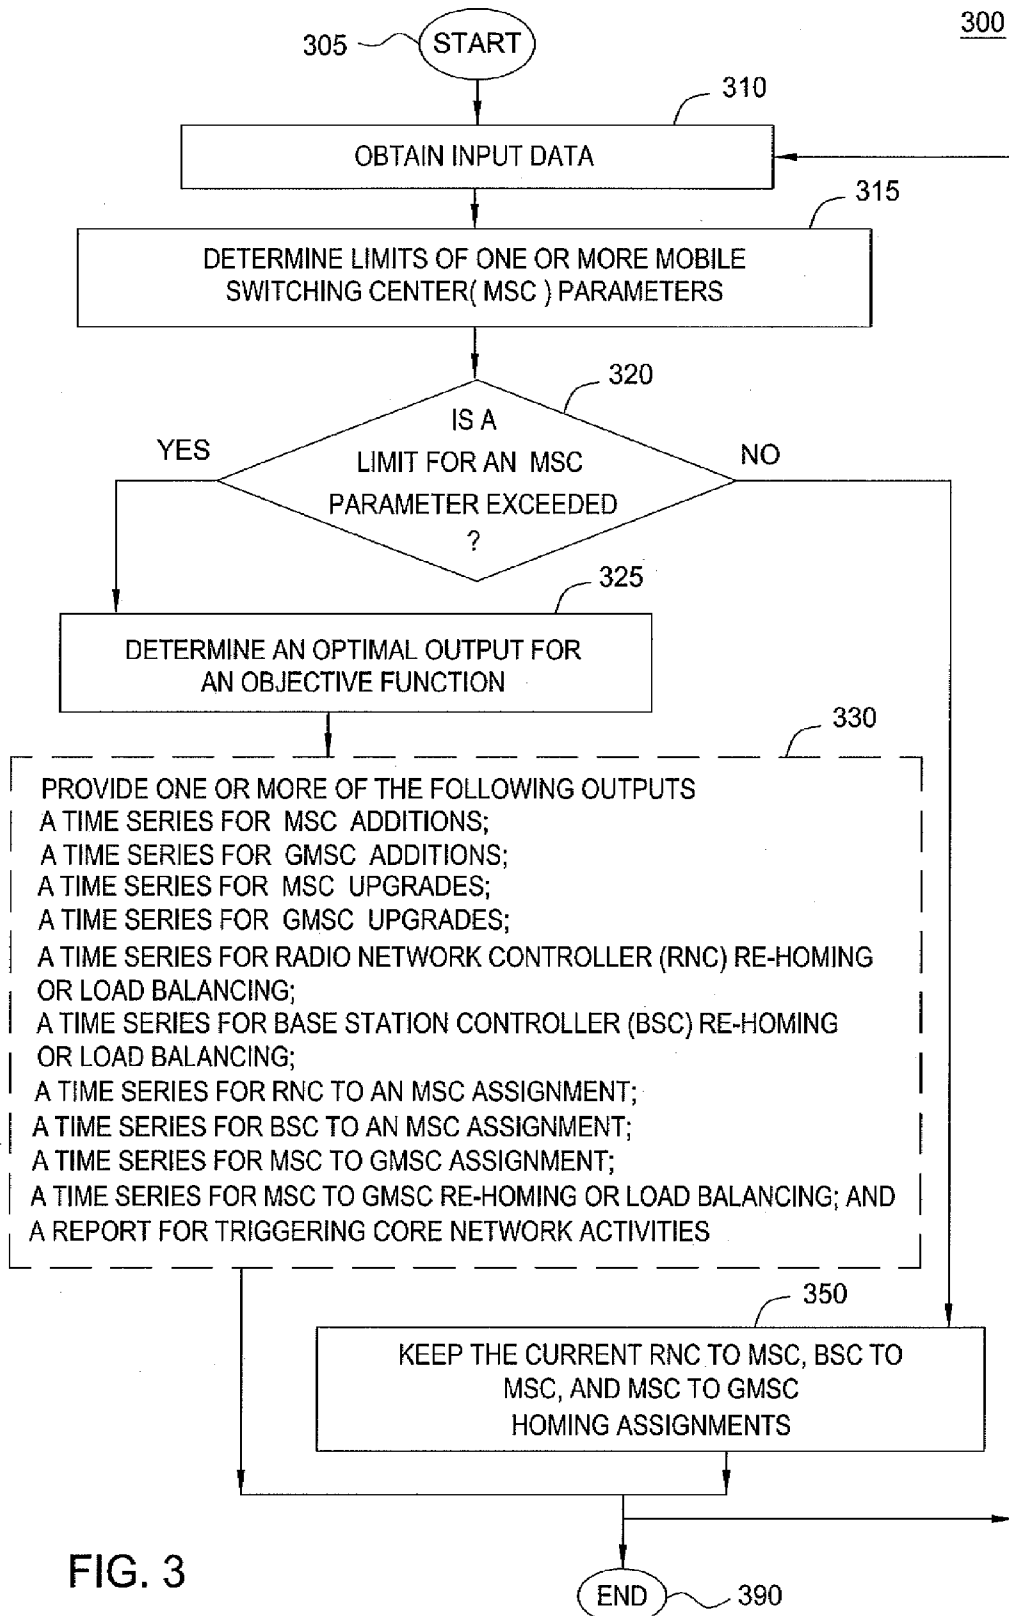 300
305
START
310
OBTAIN INPUT DATA
315
DETERMINE LIMITS OF ONE OR MORE MOBILE
SWITCHING CENTER( MSC ) PARAMETERS
320
IS A
LIMIT FOR AN MSC
PARAMETER EXCEEDED
?
YES
NO
325
DETERMINE AN OPTIMAL OUTPUT FOR
AN OBJECTIVE FUNCTION
330
PROVIDE ONE OR MORE OF THE FOLLOWING OUTPUTS
A TIME SERIES FOR MSC ADDITIONS;
A TIME SERIES FOR GMSC ADDITIONS;
A TIME SERIES FOR MSC UPGRADES;
A TIME SERIES FOR GMSC UPGRADES;
A TIME SERIES FOR RADIO NETWORK CONTROLLER (RNC) RE-HOMING
OR LOAD BALANCING;
A TIME SERIES FOR BASE STATION CONTROLLER (BSC) RE-HOMING
OR LOAD BALANCING;
A TIME SERIES FOR RNC TO AN MSC ASSIGNMENT;
A TIME SERIES FOR BSC TO AN MSC ASSIGNMENT;
A TIME SERIES FOR MSC TO GMSC ASSIGNMENT;
A TIME SERIES FOR MSC TO GMSC RE-HOMING OR LOAD BALANCING; AND
A REPORT FOR TRIGGERING CORE NETWORK ACTIVITIES
350
KEEP THE CURRENT RNC TO MSC, BSC TO
MSC, AND MSC TO GMSC
HOMING ASSIGNMENTS
FIG. 3
END
390